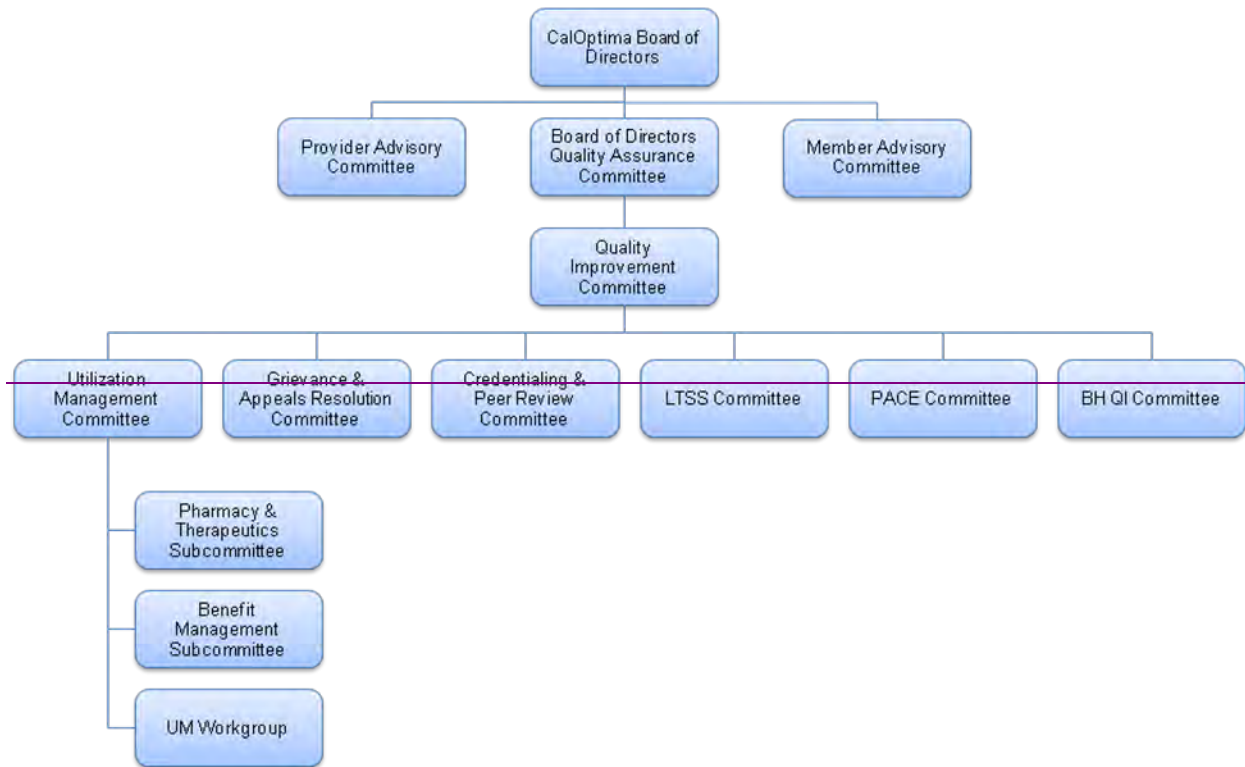 CalOptima Board of
Directors
Provider Advisory
Committee
Board of Directors
Quality Assurance
Committee
Member Advisory
Committee
Quality
Improvement
Committee
Utilization
Management
Committee
Grievance &
Appeals Resolution
Committee
Credentialing &
Peer Review
Committee
LTSS Committee
PACE Committee
BH QI Committee
Pharmacy &
Therapeutics
Subcommittee
Benefit
Management
Subcommittee
UM Workgroup